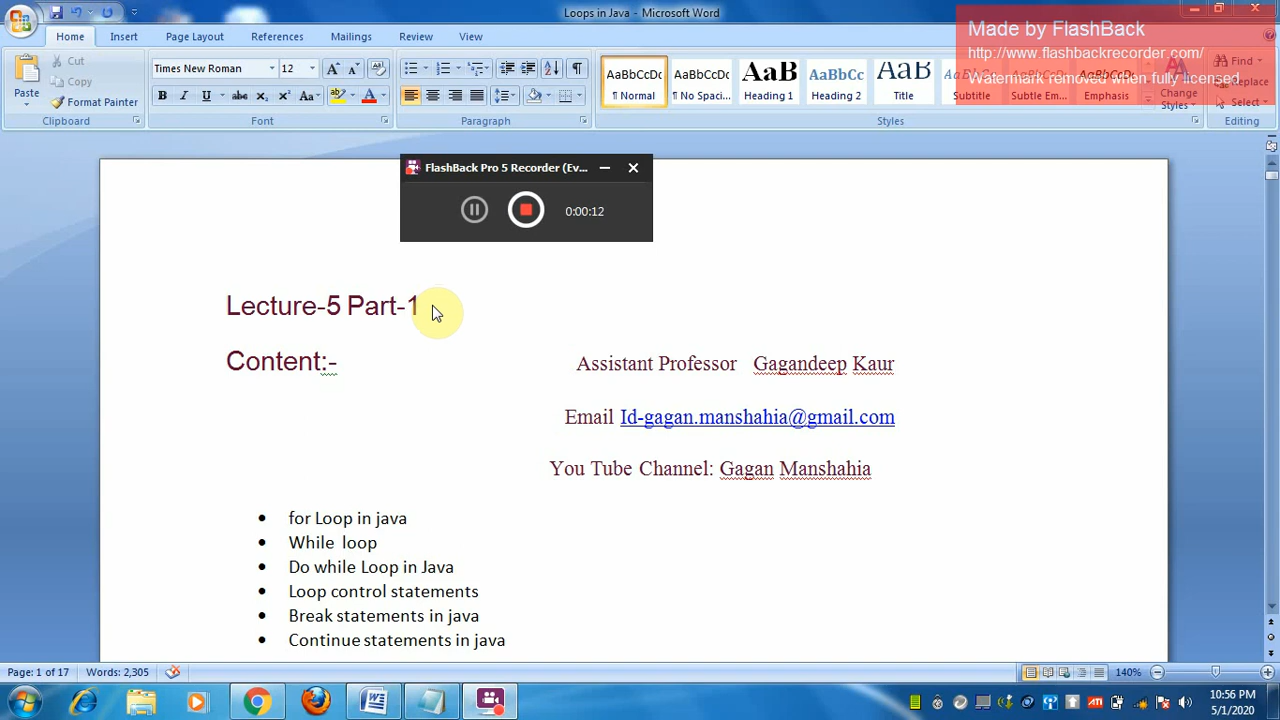 Loops in Java - Microsoft Word
Made by FlashBack
http://www.flashbackrecorder.com/
Watermark removed when fully licensed.
Home Insert Page Layout References Mailings Review View
Paste Cut Copy Format Painter
Times New Roman 12
AaBbCcDc AaBbCcDc AaB AaBbCc AaBb
¶ Normal ¶ No Spaci... Heading 1 Heading 2 Title Subtitle Subtle Em... Emphasis
Change Styles
Find
Replace
Select
Clipboard Font Paragraph Styles Editing
FlashBack Pro 5 Recorder (Ev...
0:00:12
Lecture-5 Part-1
Content:- Assistant Professor Gagandeep Kaur
Email Id-gagan.manshahia@gmail.com
You Tube Channel: Gagan Manshahia
• for Loop in java
• While loop
• Do while Loop in Java
• Loop control statements
• Break statements in java
• Continue statements in java
Page: 1 of 17 Words: 2,305 140%
10:56 PM
5/1/2020